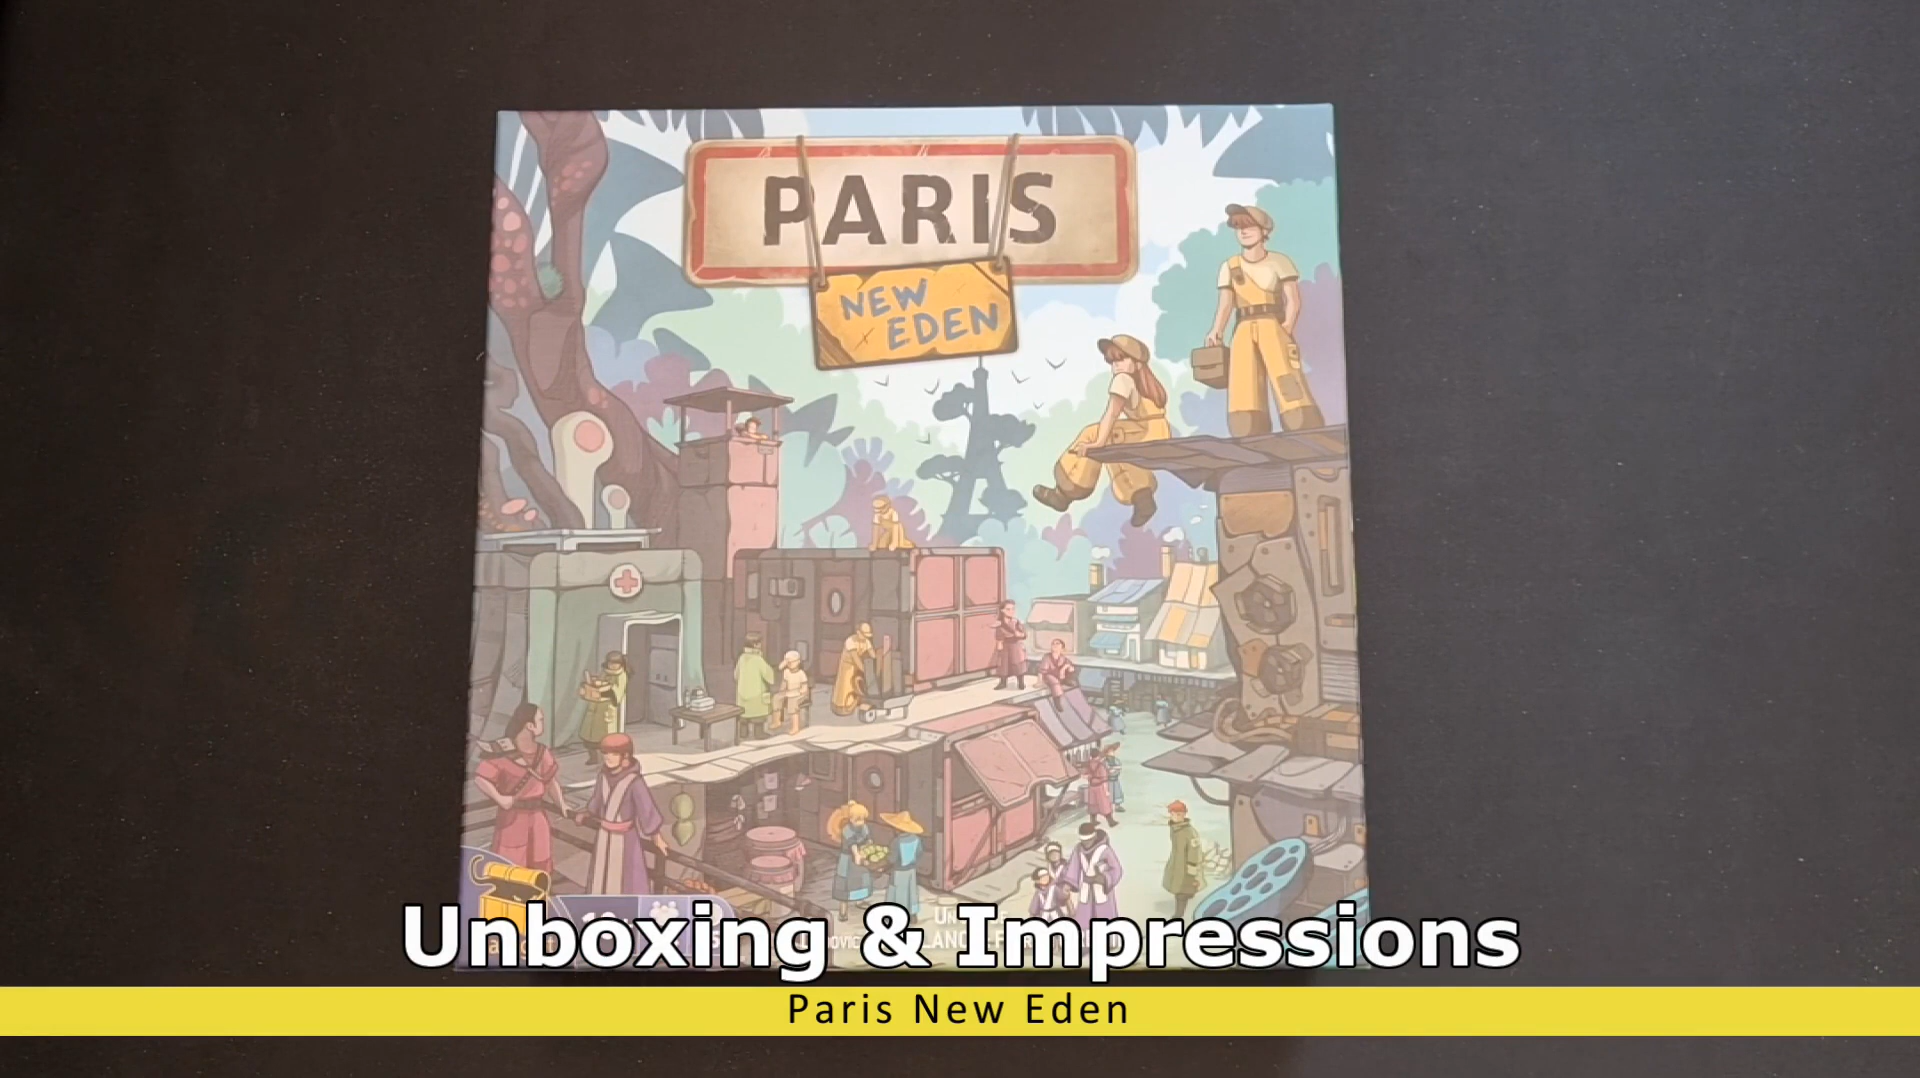 PARIS
NEW
EDEN
Unboxing & Impressions
Paris New Eden